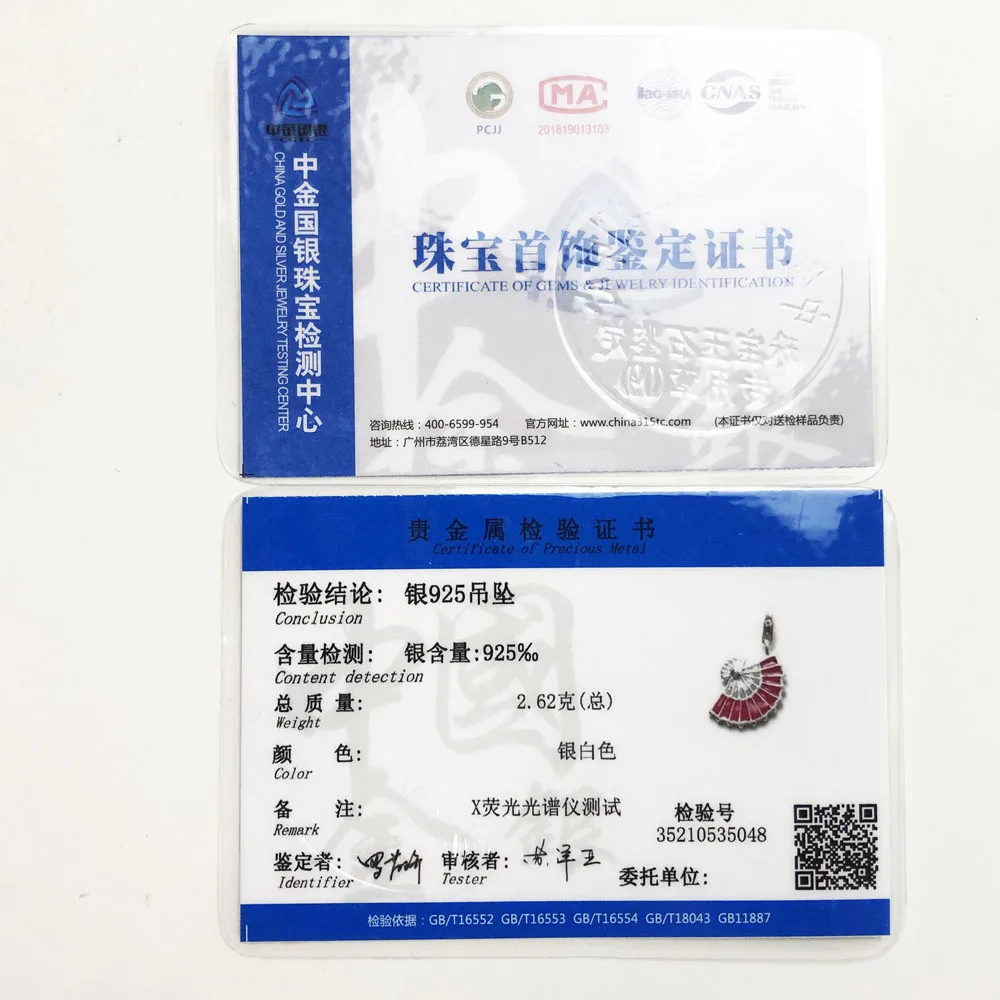 中金国银
中金国银珠宝检测中心
CHINA GOLD AND SILVER JEWELRY TESTING CENTER
PCJJ
MA
201819013103
ilac-MRA
CNAS
珠宝首饰鉴定证书
CERTIFICATE OF GEMS & JEWELRY IDENTIFICATION
咨询热线：400-6599-954 官方网址：www.china315tc.com (本证书仅对送检样品负责)
地址：广州市荔湾区德星路9号B512
贵金属检验证书
Certificate of Precious Metal
检验结论: 银925吊坠
Conclusion
含量检测: 银含量:925‰
Content detection
总质量: 2.62克(总)
Weight
颜色: 银白色
Color
备注: X荧光光谱仪测试
Remark
检验号
35210535048
鉴定者: 审核者:
Identifier Tester
委托单位:
检验依据：GB/T16552 GB/T16553 GB/T16554 GB/T18043 GB11887